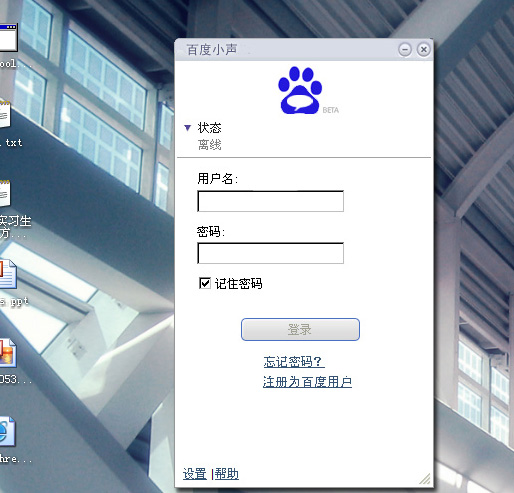 百度小声
BETA
状态
离线
用户名:
密码:
记住密码
登录
忘记密码？
注册为百度用户
设置 | 帮助
ool ...
.txt
实习生
方...
s.ppt
053...
hre...